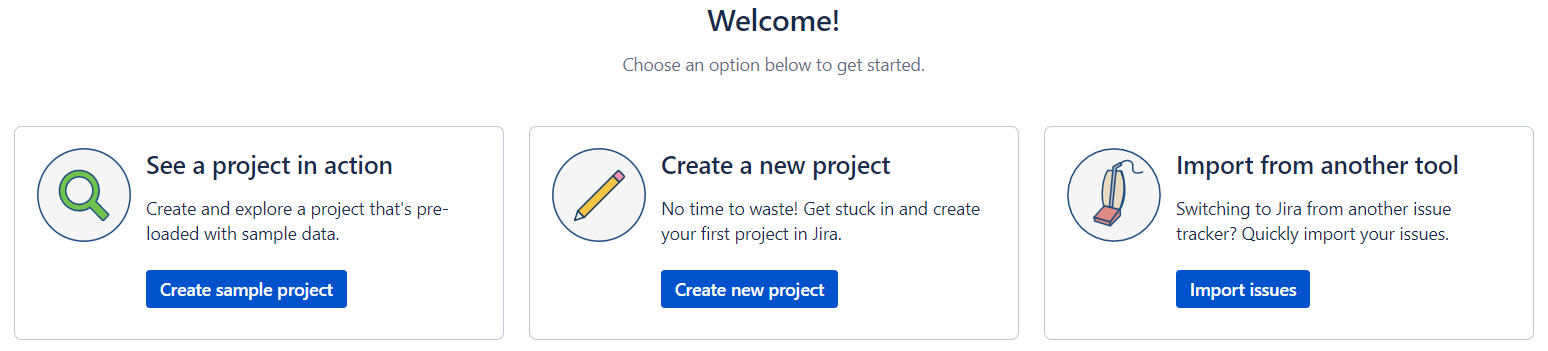 Welcome!
Choose an option below to get started.
See a project in action
Create and explore a project that's pre-
loaded with sample data.
Create sample project
Create a new project
No time to waste! Get stuck in and create
your first project in Jira.
Create new project
Import from another tool
Switching to Jira from another issue
tracker? Quickly import your issues.
Import issues